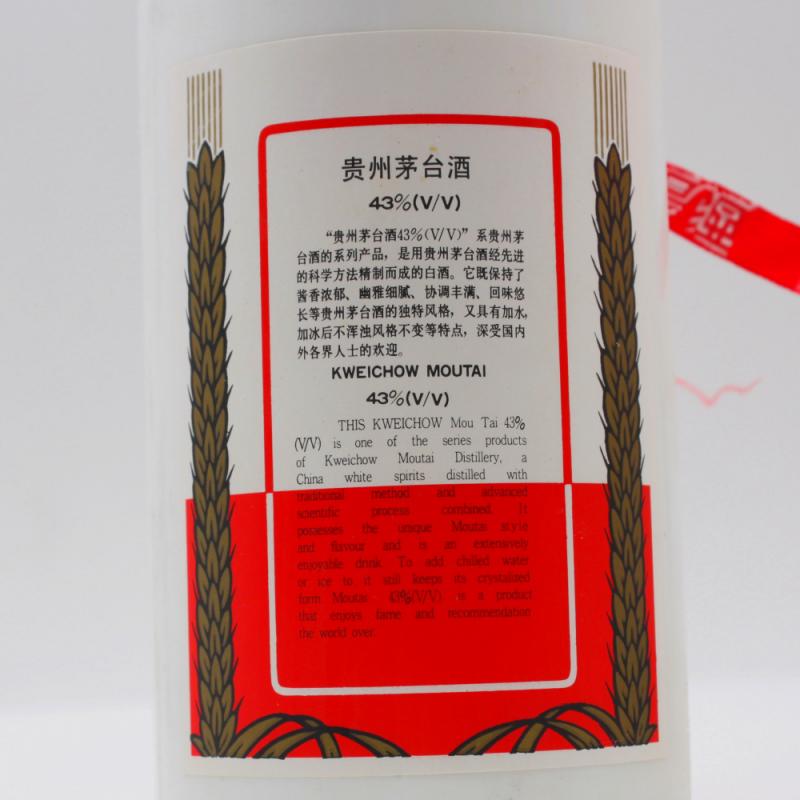 贵州茅台酒
43%(V/V)
“贵州茅台酒43%(V/V)”系贵州茅
台酒的系列产品，是用贵州茅台酒经先进
的科学方法精制而成的白酒。它既保持了
酱香浓郁、幽雅细腻、协调丰满、回味悠
长等贵州茅台酒的独特风格，又具有加水，
加冰后不浑浊风格不变等特点，深受国内
外各界人士的欢迎。
KWEICHOW MOUTAI
43%(V/V)
THIS KWEICHOW Mou Tai 43%
(V/V) is one of the series products
of Kweichow Moutai Distillery, a
China white spirits distilled with
traditional method and advanced
scientific process combined. It
possesses the unique Moutai style
and flavour and is an extensively
enjoyable drink. To add chilled water
or ice to it still keeps its crystalized
form Moutai 43%(V/V) is a product
that enjoys fame and recommendation
the world over.